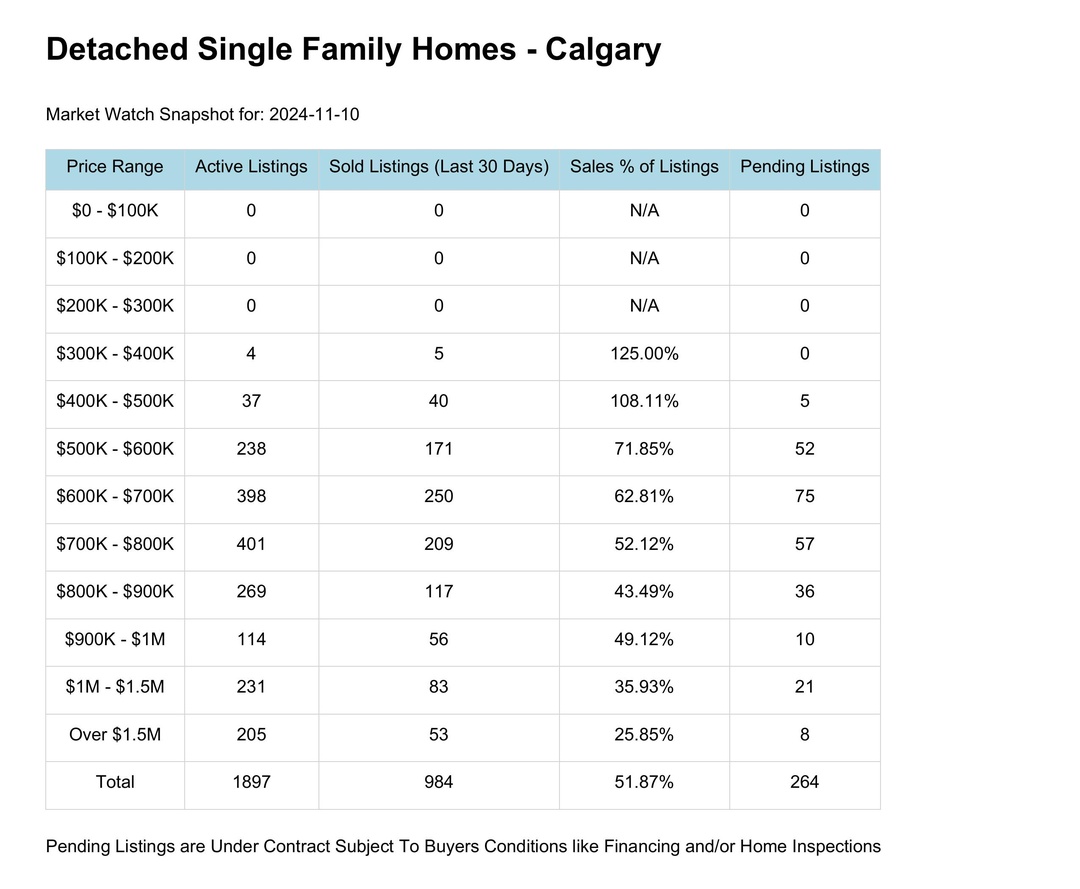 Detached Single Family Homes - Calgary
Market Watch Snapshot for: 2024-11-10
Price Range Active Listings Sold Listings (Last 30 Days) Sales % of Listings Pending Listings
$0 - $100K 0 0 N/A 0
$100K - $200K 0 0 N/A 0
$200K - $300K 0 0 N/A 0
$300K - $400K 4 5 125.00% 0
$400K - $500K 37 40 108.11% 5
$500K - $600K 238 171 71.85% 52
$600K - $700K 398 250 62.81% 75
$700K - $800K 401 209 52.12% 57
$800K - $900K 269 117 43.49% 36
$900K - $1M 114 56 49.12% 10
$1M - $1.5M 231 83 35.93% 21
Over $1.5M 205 53 25.85% 8
Total 1897 984 51.87% 264
Pending Listings are Under Contract Subject To Buyers Conditions like Financing and/or Home Inspections